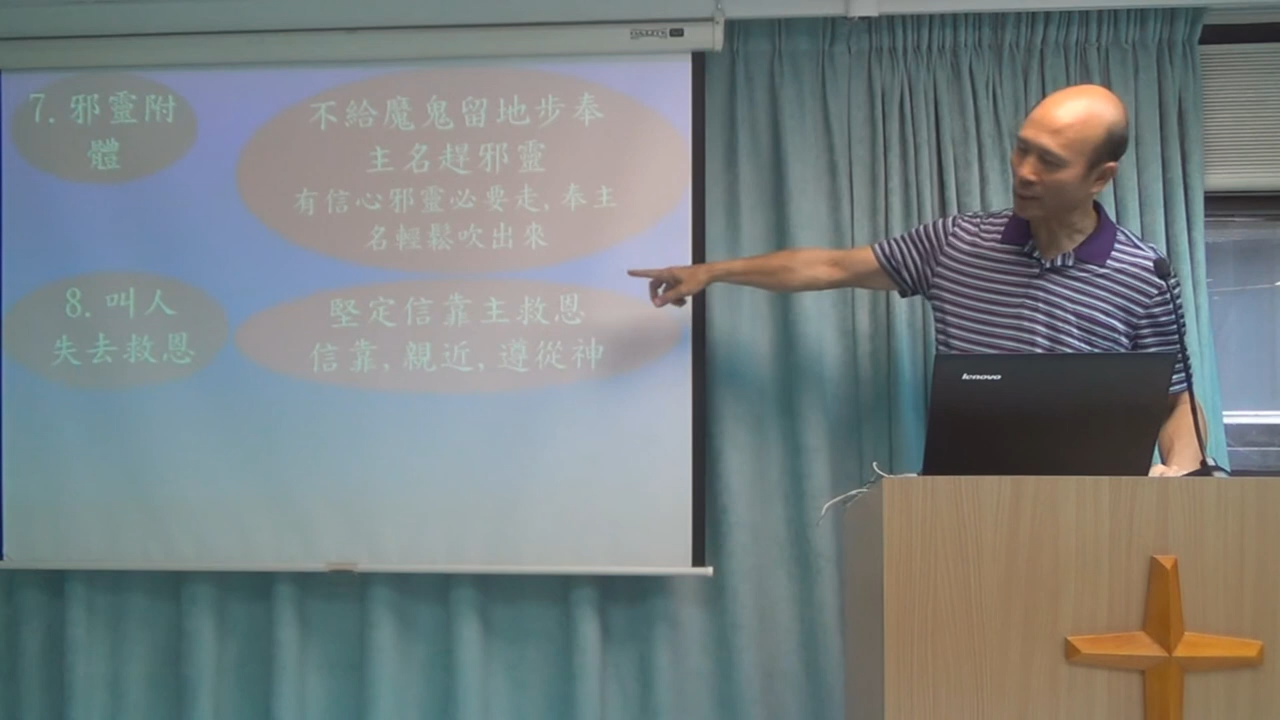 7. 邪靈附
體
不給魔鬼留地步奉
主名趕邪靈
有信心邪靈必要走, 奉主
名輕鬆吹出來
8. 叫人
失去救恩
堅定信靠主救恩
信靠, 親近, 遵從神
lenovo